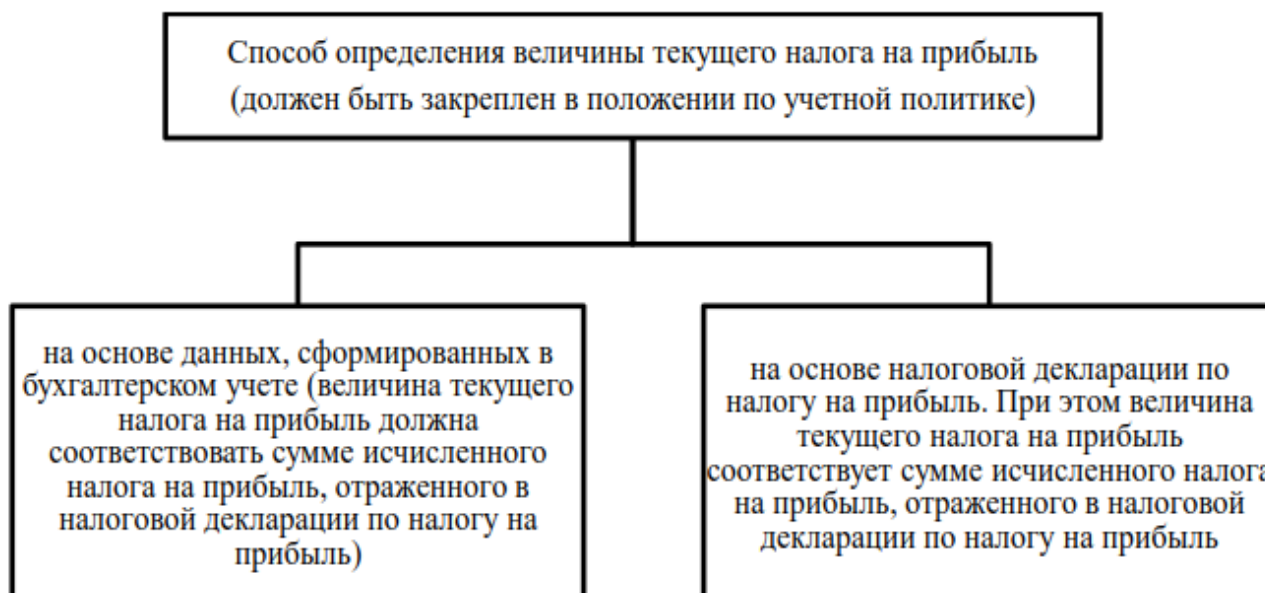 Способ определения величины текущего налога на прибыль
(должен быть закреплен в положении по учетной политике)
на основе данных, сформированных в
бухгалтерском учете (величина текущего
налога на прибыль должна
соответствовать сумме исчисленного
налога на прибыль, отраженного в
налоговой декларации по налогу на
прибыль)
на основе налоговой декларации по
налогу на прибыль. При этом величина
текущего налога на прибыль
соответствует сумме исчисленного налога
на прибыль, отраженного в налоговой
декларации по налогу на прибыль